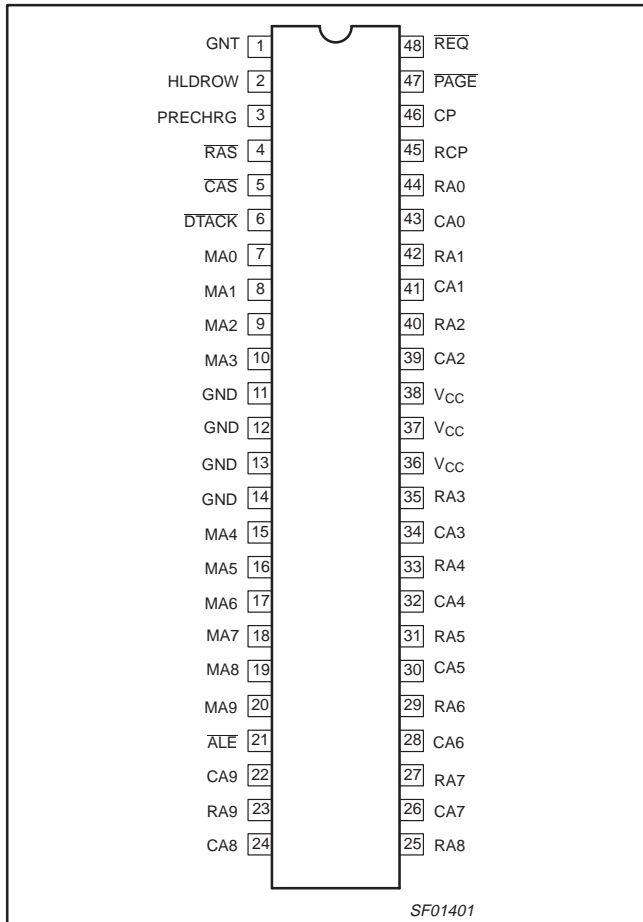 GNT 1 48 REQ
HLDROW 2 47 PAGE
PRECHRG 3 46 CP
RAS 4 45 RCP
CAS 5 44 RA0
DTACK 6 43 CA0
MA0 7 42 RA1
MA1 8 41 CA1
MA2 9 40 RA2
MA3 10 39 CA2
GND 11 38 VCC
GND 12 37 VCC
GND 13 36 VCC
GND 14 35 RA3
MA4 15 34 CA3
MA5 16 33 RA4
MA6 17 32 CA4
MA7 18 31 RA5
MA8 19 30 CA5
MA9 20 29 RA6
ALE 21 28 CA6
CA9 22 27 RA7
RA9 23 26 CA7
CA8 24 25 RA8
SF01401